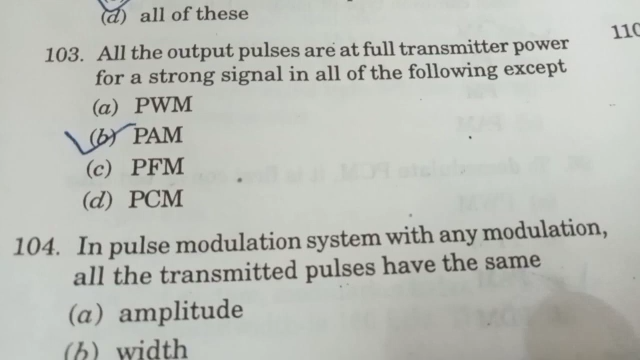 (d) all of these
103. All the output pulses are at full transmitter power
for a strong signal in all of the following except
(a) PWM
(b) PAM
(c) PFM
(d) PCM
104. In pulse modulation system with any modulation,
all the transmitted pulses have the same
(a) amplitude
(b) width
110